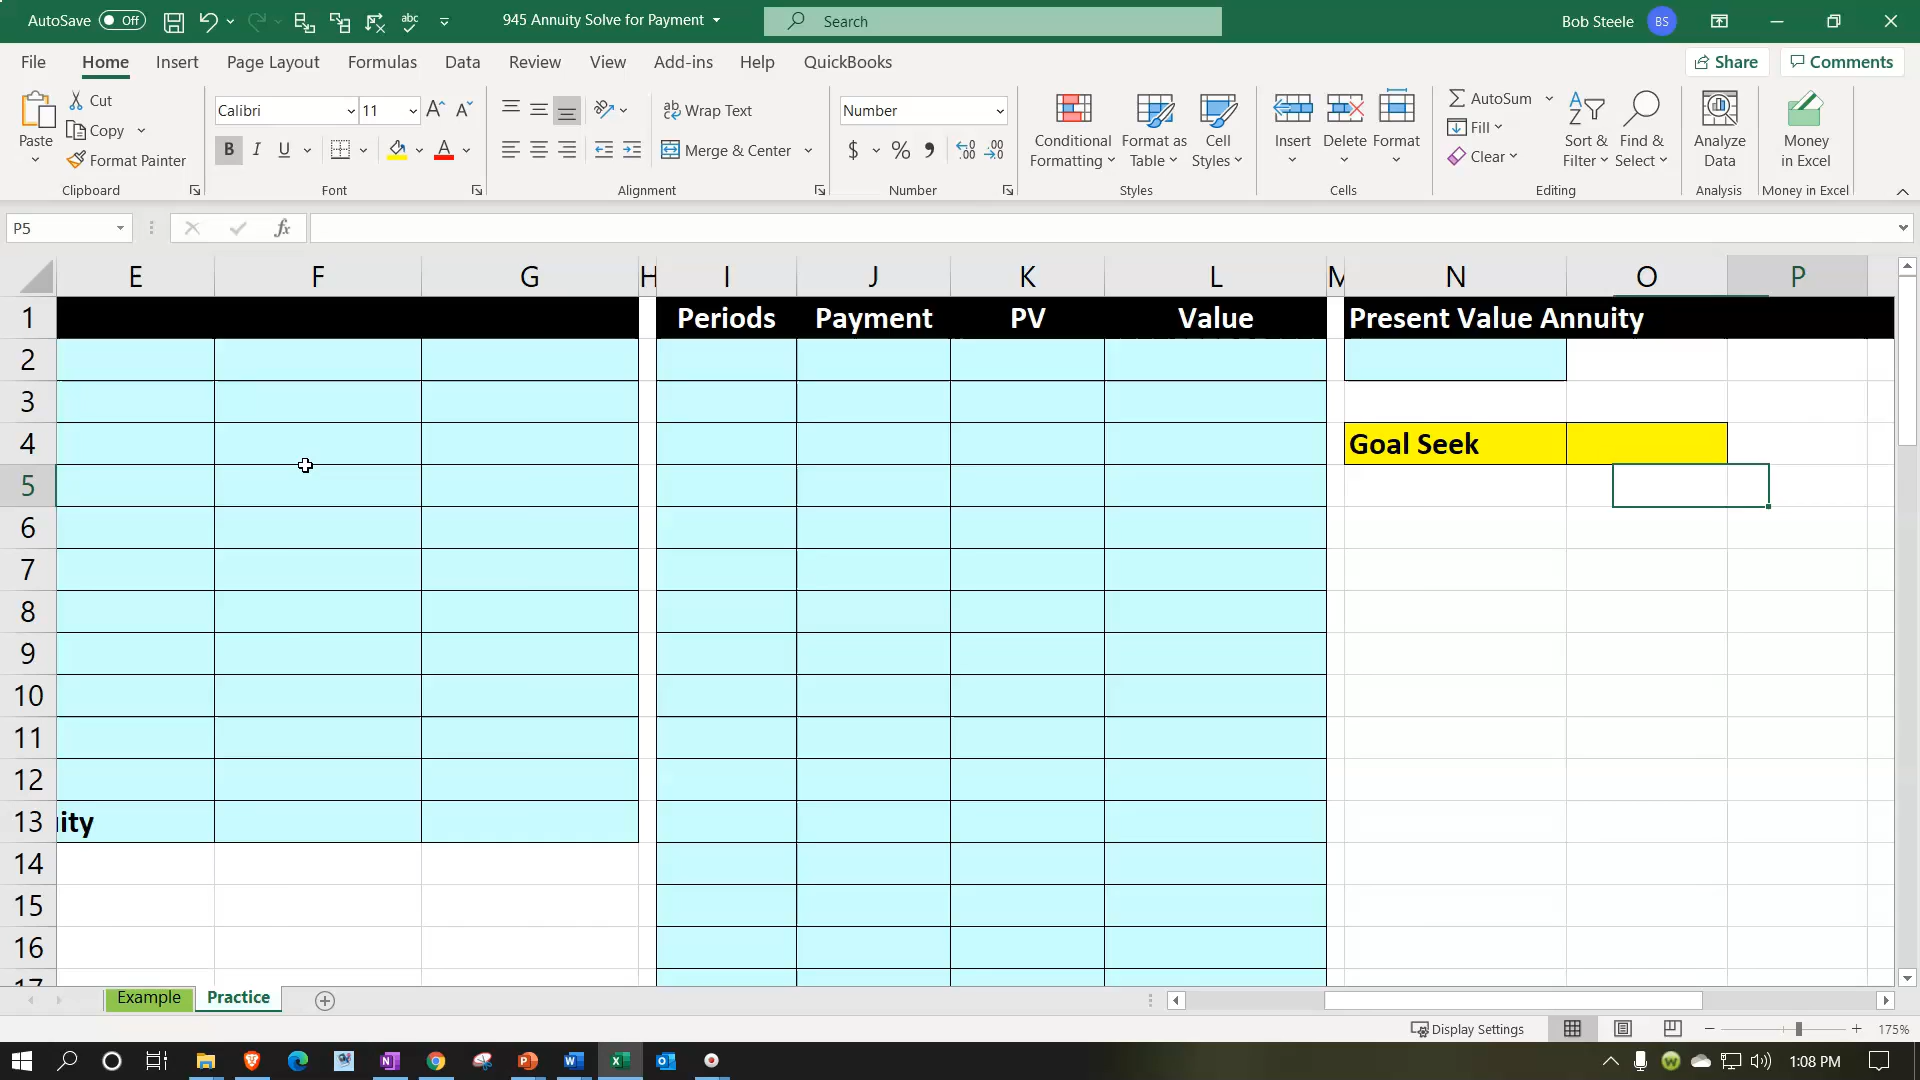 AutoSave Off
945 Annuity Solve for Payment
Search
Bob Steele BS
File Home Insert Page Layout Formulas Data Review View Add-ins Help QuickBooks
Share Comments
Paste
Cut
Copy
Format Painter
Clipboard
Calibri 11
B I U
Font
Wrap Text
Merge & Center
Alignment
Number
$ %
Number
Conditional Formatting
Format as Table
Cell Styles
Styles
Insert Delete Format
Cells
AutoSum
Fill
Clear
Sort & Filter
Find & Select
Editing
Analyze Data
Analysis
Money in Excel
Money in Excel
P5
fx
E F G H I J K L M N O P
1 Periods Payment PV Value Present Value Annuity
2
3
4 Goal Seek
5
6
7
8
9
10
11
12
13 ity
14
15
16
17
Example Practice
Display Settings 175%
1:08 PM